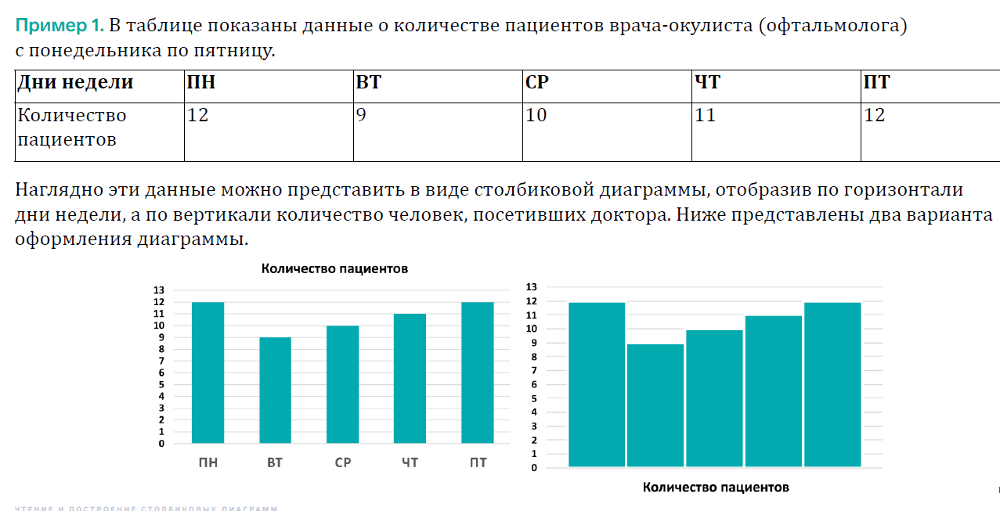 Пример 1. В таблице показаны данные о количестве пациентов врача-окулиста (офтальмолога)
с понедельника по пятницу.
Дни недели ПН ВТ СР ЧТ ПТ
Количество 12 9 10 11 12
пациентов
Наглядно эти данные можно представить в виде столбиковой диаграммы, отобразив по горизонтали
дни недели, а по вертикали количество человек, посетивших доктора. Ниже представлены два варианта
оформления диаграммы.
Количество пациентов
13
12
11
10
9
8
7
6
5
4
3
2
1
0
ПН ВТ СР ЧТ ПТ
13
12
11
10
9
8
7
6
5
4
3
2
1
0
Количество пациентов
ЧТЕНИЕ И ПОСТРОЕНИЕ СТОЛБИКОВЫХ ДИАГРАММ